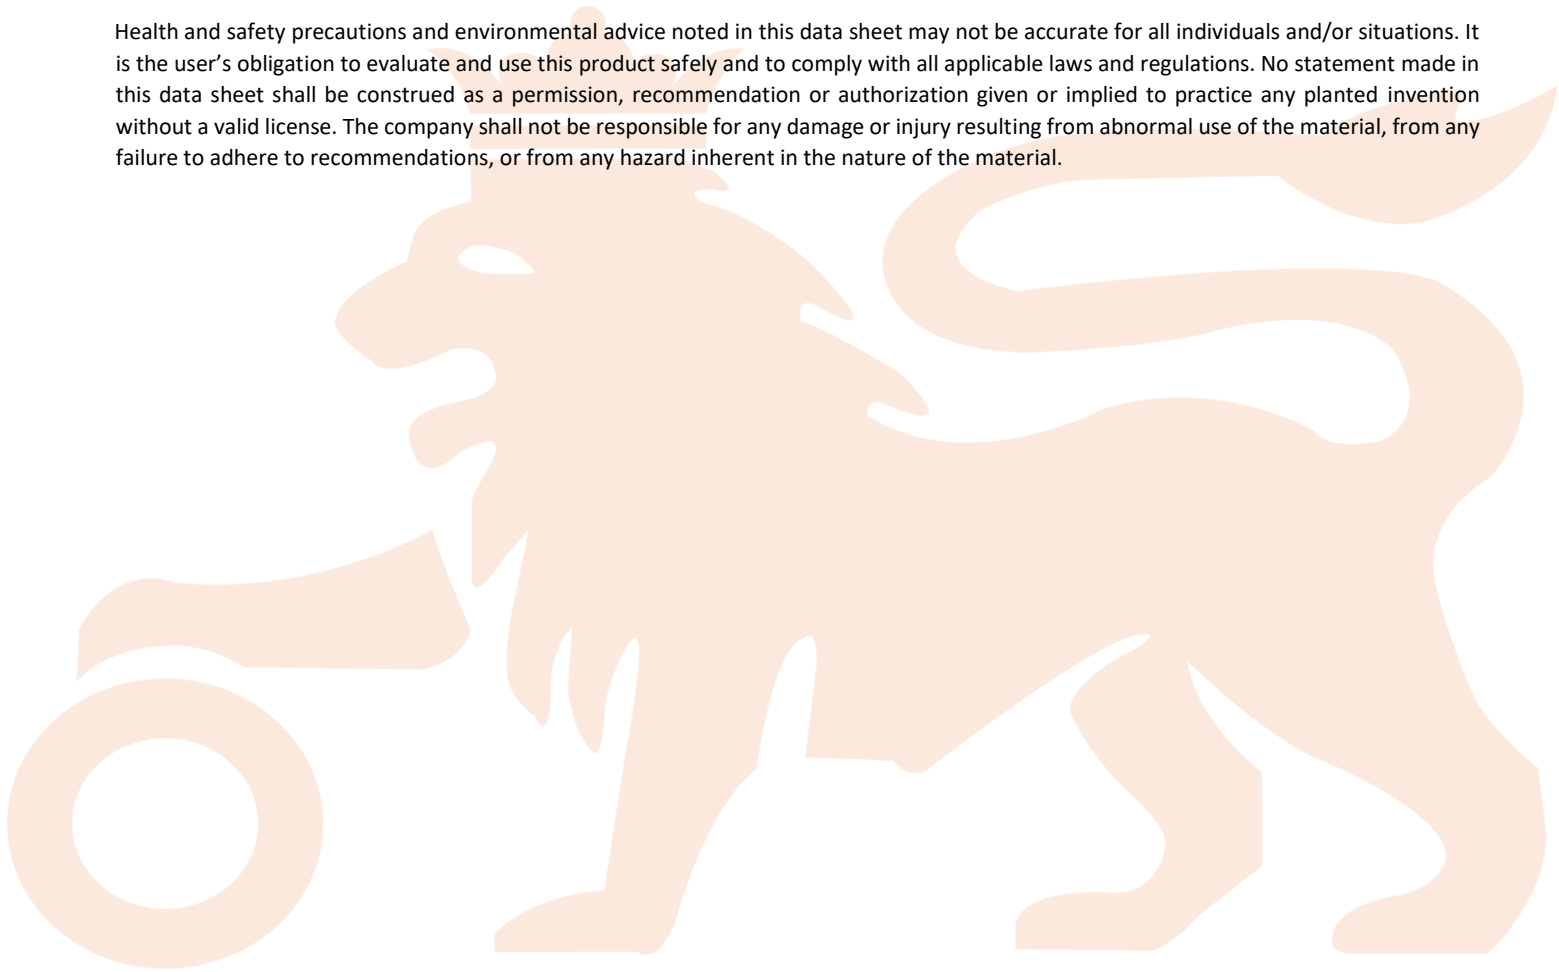 Health and safety precautions and environmental advice noted in this data sheet may not be accurate for all individuals and/or situations. It
is the user’s obligation to evaluate and use this product safely and to comply with all applicable laws and regulations. No statement made in
this data sheet shall be construed as a permission, recommendation or authorization given or implied to practice any planted invention
without a valid license. The company shall not be responsible for any damage or injury resulting from abnormal use of the material, from any
failure to adhere to recommendations, or from any hazard inherent in the nature of the material.